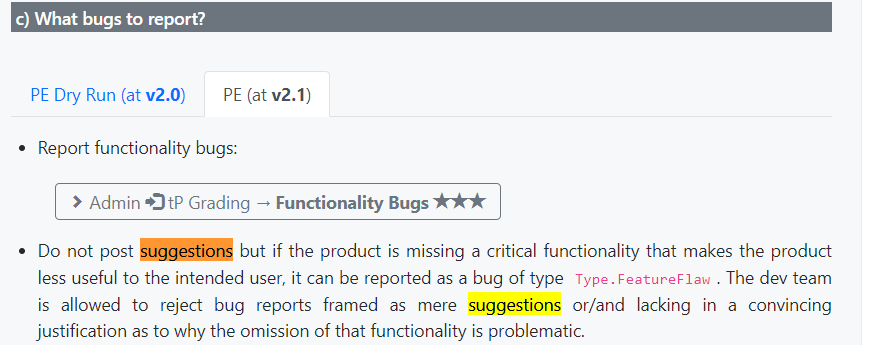 c) What bugs to report?
PE Dry Run (at v2.0)
PE (at v2.1)
Report functionality bugs:
Admin tP Grading → Functionality Bugs ★★★
Do not post suggestions but if the product is missing a critical functionality that makes the product
less useful to the intended user, it can be reported as a bug of type Type.FeatureFlaw . The dev team
is allowed to reject bug reports framed as mere suggestions or/and lacking in a convincing
justification as to why the omission of that functionality is problematic.